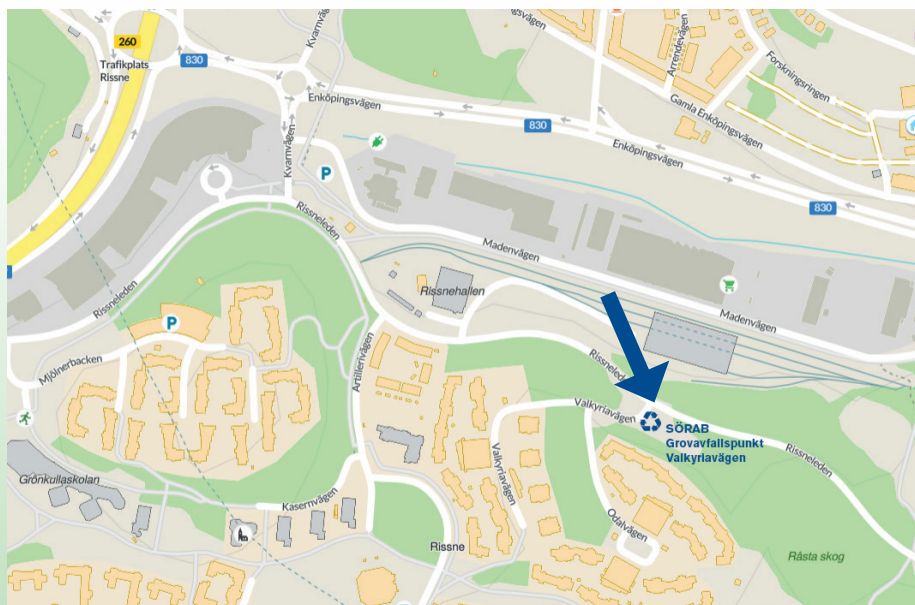 260
Trafikplats
Rissne
830
Kvarnvägen
Enköpingsvägen
Arrendevägen
Forskningsringen
Gamla Enköpingsvägen
Enköpingsvägen
830
Enköpingsvägen
830
Kvarnvägen
P
Rissneleden
Rissneleden
Madenvägen
Rissnehallen
Madenvägen
P
Mjölnerbacken
Artillerivägen
Rissneleden
Valkyriavägen
SÖRAB
Grovavfallspunkt
Valkyriavägen
Rissneleden
Valkyriavägen
Grönkullaskolan
Kasernvägen
Odalvägen
Rissne
Råsta skog